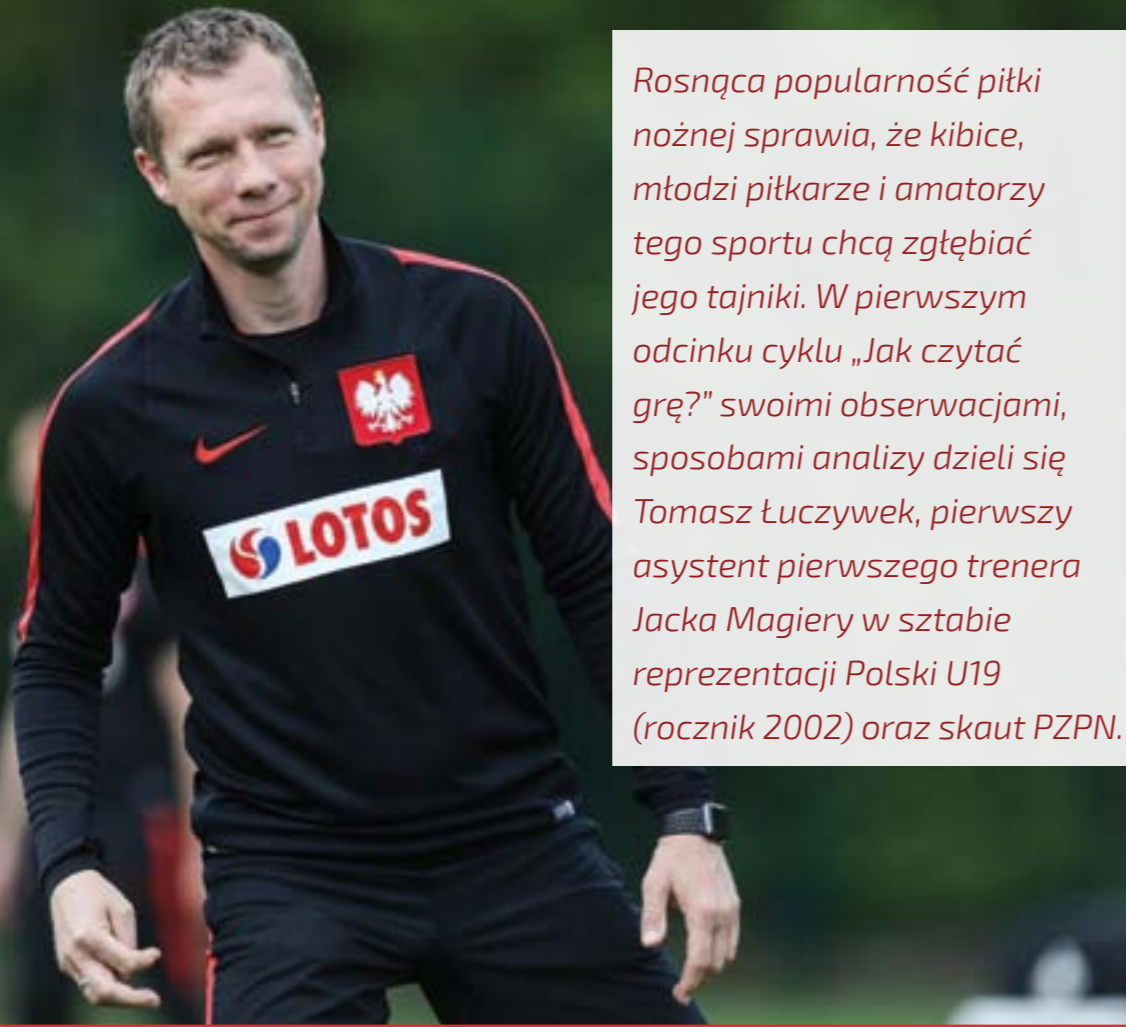 Rosnąca popularność piłki
nożnej sprawia, że kibice,
młodzi piłkarze i amatorzy
tego sportu chcą zgłębiać
jego tajniki. W pierwszym
odcinku cyklu „Jak czytać
grę?” swoimi obserwacjami,
sposobami analizy dzieli się
Tomasz Łuczywek, pierwszy
asystent pierwszego trenera
Jacka Magiery w sztabie
reprezentacji Polski U19
(rocznik 2002) oraz skaut PZPN.
LOTOS